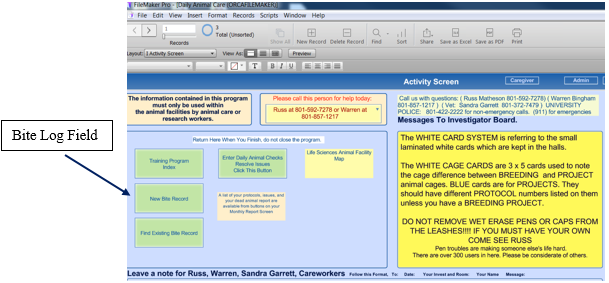 FileMaker Pro - [Daily Animal Care (ORCAFILEMAKER)]
File Edit View Insert Format Records Scripts Window Help
1
3
Total (Unsorted)
Records
Show All New Record Delete Record Find Sort Share Save as Excel Save as PDF Print
Layout: Activity Screen View As: Preview
Activity Screen Caregiver Admin
The information contained in this program
must only be used within
the animal facilities by animal care or
research workers.
Please call this person for help today:
Russ at 801-592-7278 or Warren at
801-857-1217
Call us with questions: ( Russ Matheson 801-592-7278) ( Warren Bingham
801-857-1217 ) ( Vet: Sandra Garrett 801-372-7479 ) UNIVERSITY
POLICE: 801-422-2222 for non-emergency calls. (911) for emergencies
Messages To Investigator Board.
Bite Log Field
Return Here When You Finish, do not close the program.
Training Program
Index
Enter Daily Animal Checks
Resolve Issues
Click This Button
Life Sciences Animal Facility
Map
New Bite Record
A list of your protocols, issues, and
your dead animal report are
available from buttons on your
Monthly Report Screen
Find Existing Bite Record
The WHITE CARD SYSTEM is referring to the small
laminated white cards which are kept in the halls.
The WHITE CAGE CARDS are 3 x 5 cards used to note
the cage difference between BREEDING and PROJECT
animal cages. BLUE cards are for PROJECTS. They
should have different PROTOCOL numbers listed on them
unless you have a BREEDING PROJECT.
DO NOT REMOVE WET ERASE PENS OR CAPS FROM
THE LEASHES!!!! IF YOU MUST HAVE YOUR OWN
COME SEE RUSS
Pen troubles are making someone else's life hard.
There are over 300 users in here. Please be considerate of others.
Leave a note for Russ, Warren, Sandra Garrett, Careworkers Follow this Format, To: Date: Your Invest and Room: Your Name Message: